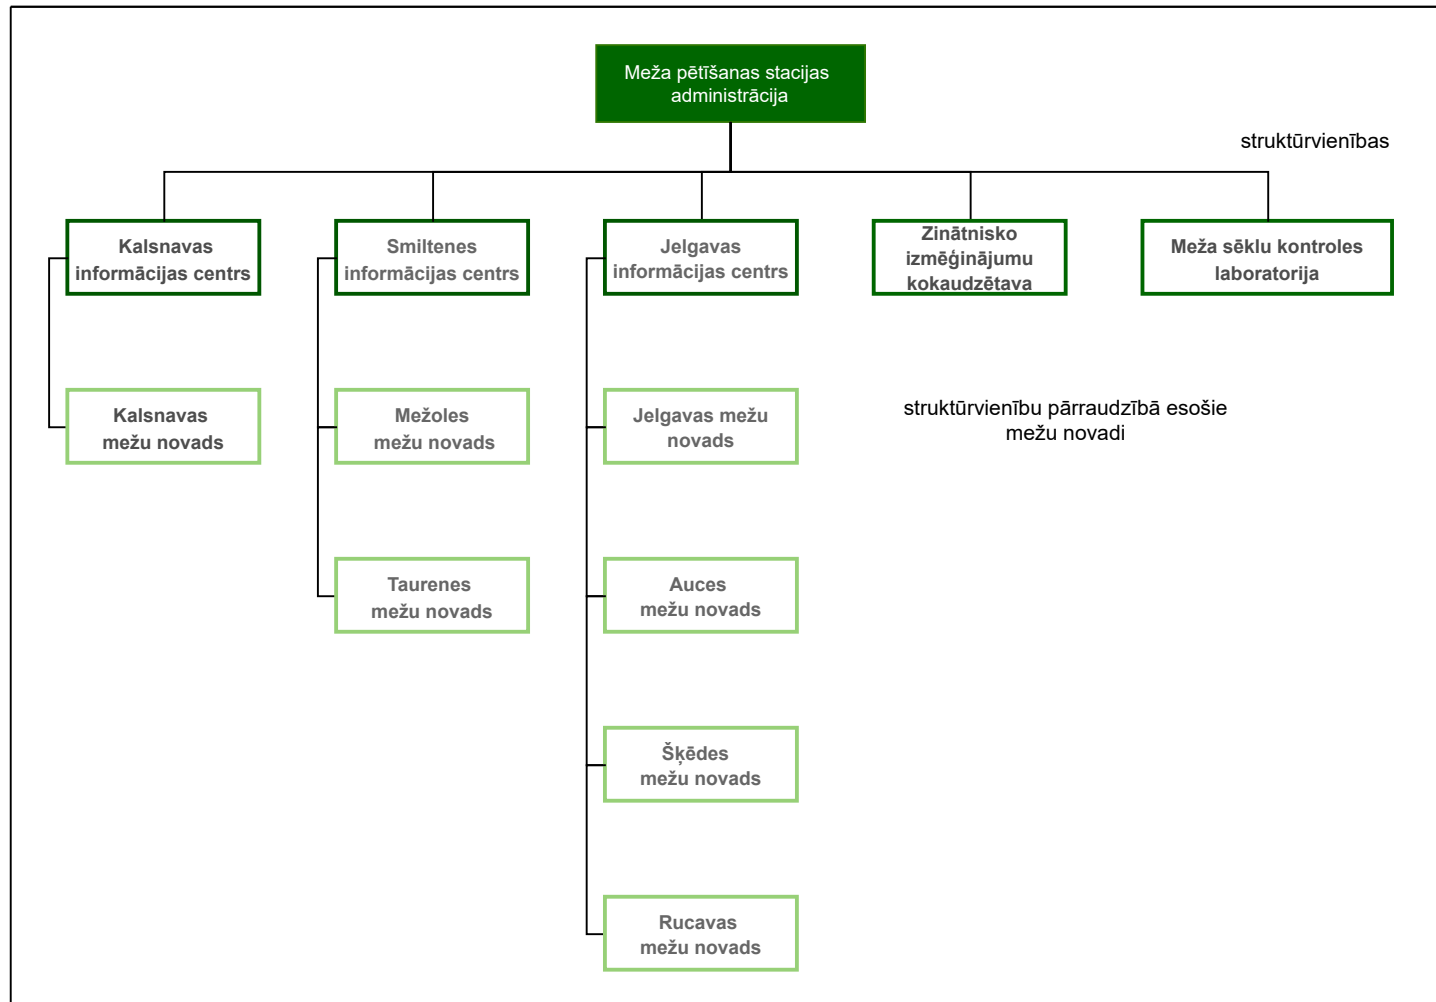 Meža pētīšanas stacijas
administrācija
struktūrvienības
Kalsnavas
informācijas centrs
Smiltenes
informācijas centrs
Jelgavas
informācijas centrs
Zinātnisko
izmēģinājumu
kokaudzētava
Meža sēklu kontroles
laboratorija
Kalsnavas
mežu novads
Mežoles
mežu novads
Jelgavas mežu
novads
struktūrvienību pārraudzībā esošie
mežu novadi
Taurenes
mežu novads
Auces
mežu novads
Šķēdes
mežu novads
Rucavas
mežu novads